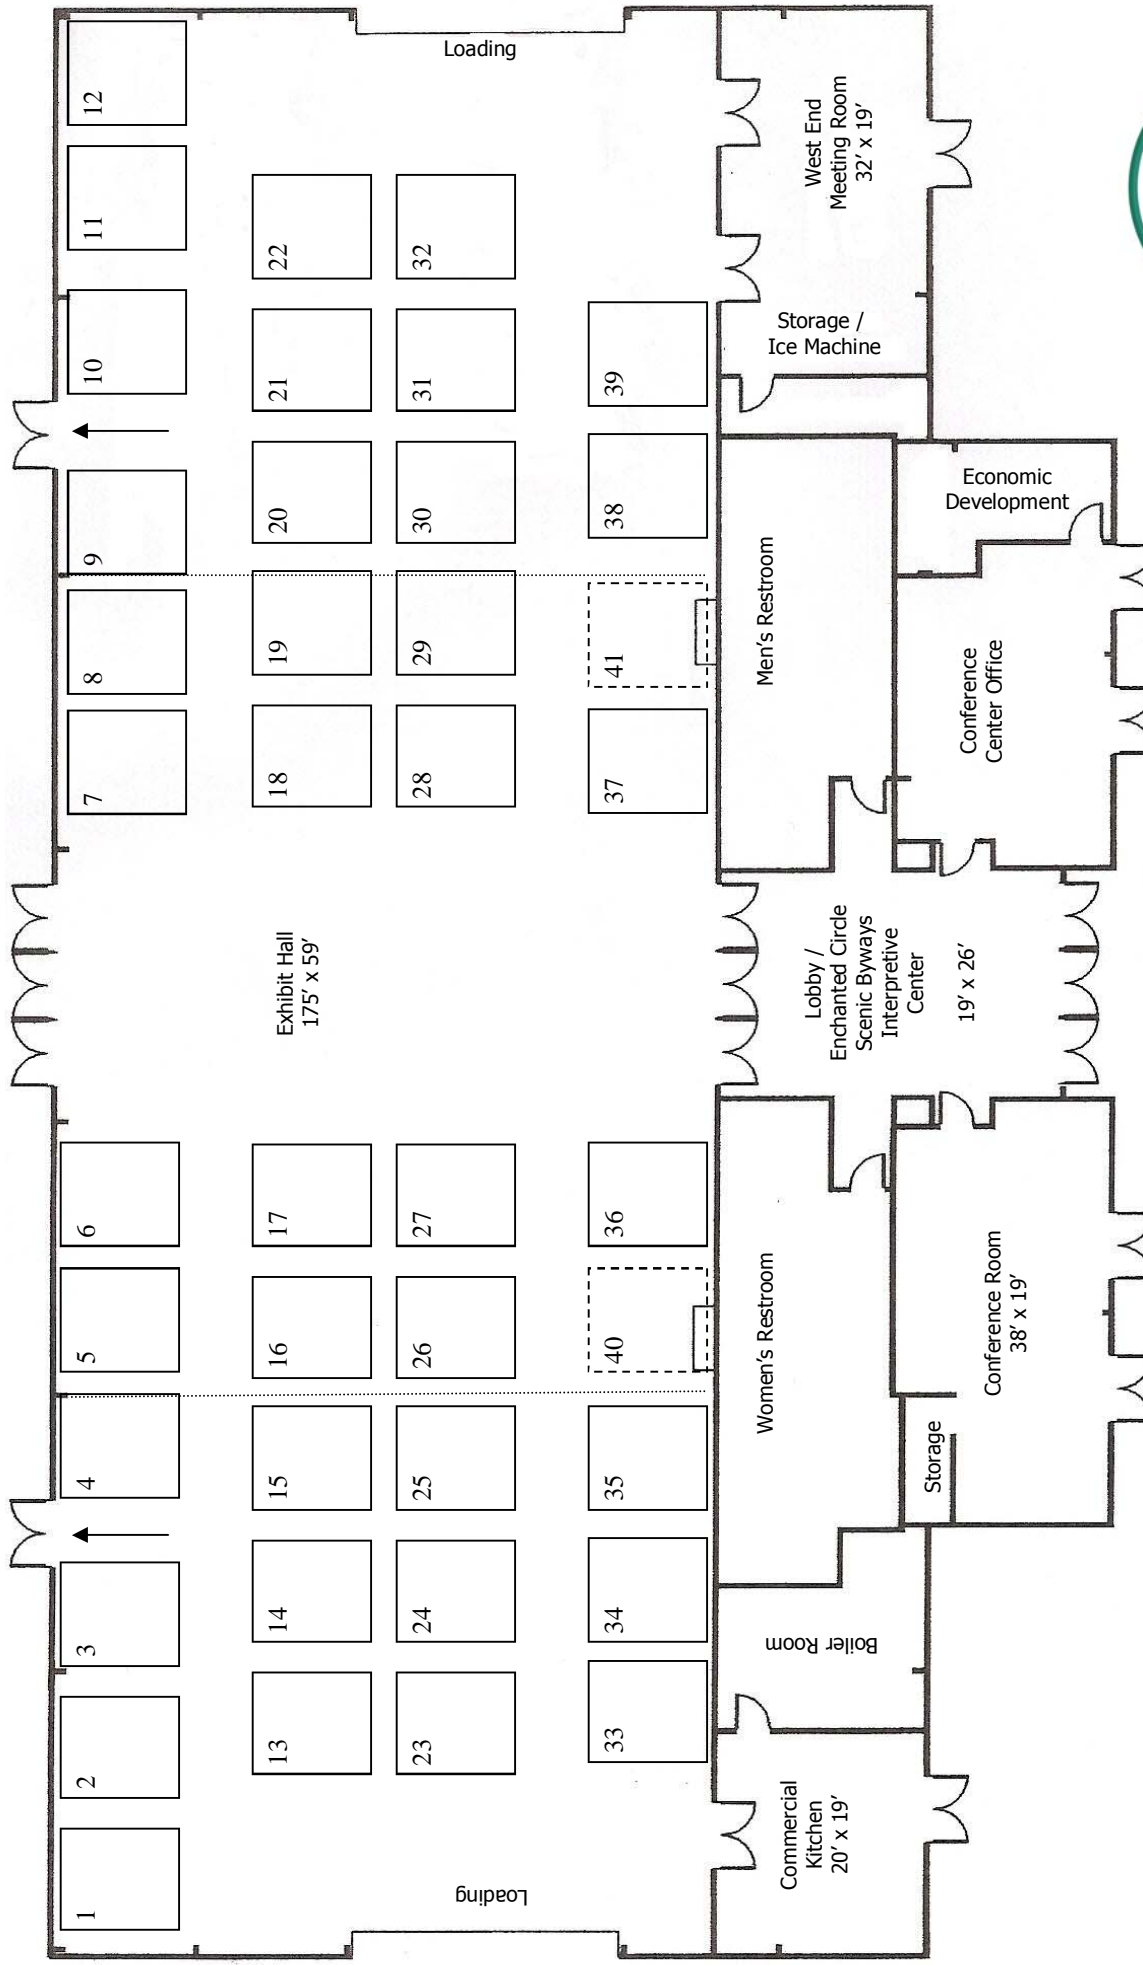 1
2
3
4
5
6
7
8
9
10
11
12
13
14
15
16
17
18
19
20
21
22
23
24
25
26
27
28
29
30
31
32
33
34
35
40
36
37
41
38
39
Loading
Exhibit Hall
175’ x 59’
Loading
Commercial
Kitchen
20’ x 19’
Boiler Room
Women’s Restroom
Storage
Conference Room
38’ x 19’
Lobby /
Enchanted Circle
Scenic Byways
Interpretive
Center
19’ x 26’
Men’s Restroom
Conference
Center Office
Economic
Development
Storage /
Ice Machine
West End
Meeting Room
32’ x 19’